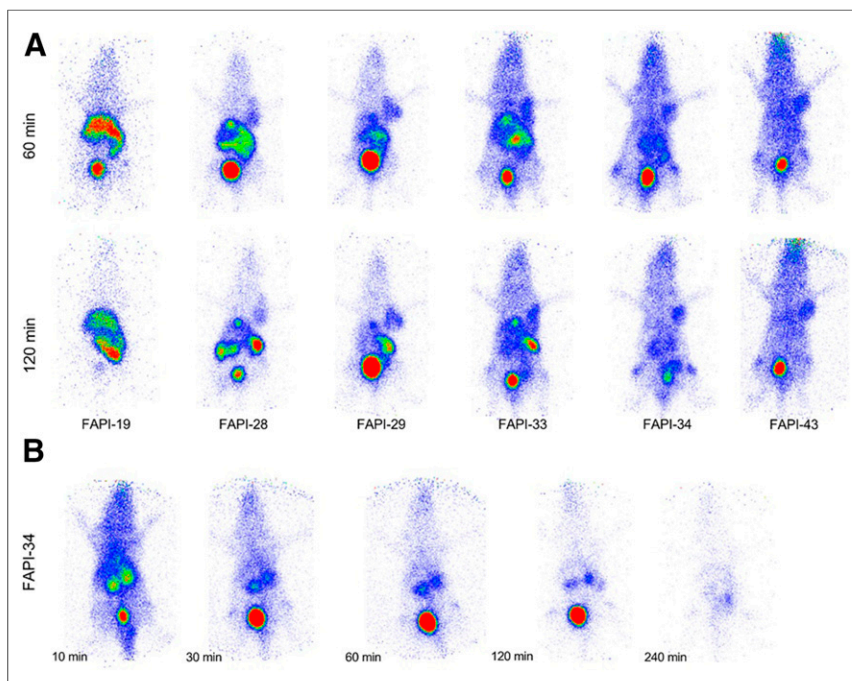 A
60 min
120 min
FAPI-19 FAPI-28 FAPI-29 FAPI-33 FAPI-34 FAPI-43
B
FAPI-34
10 min 30 min 60 min 120 min 240 min